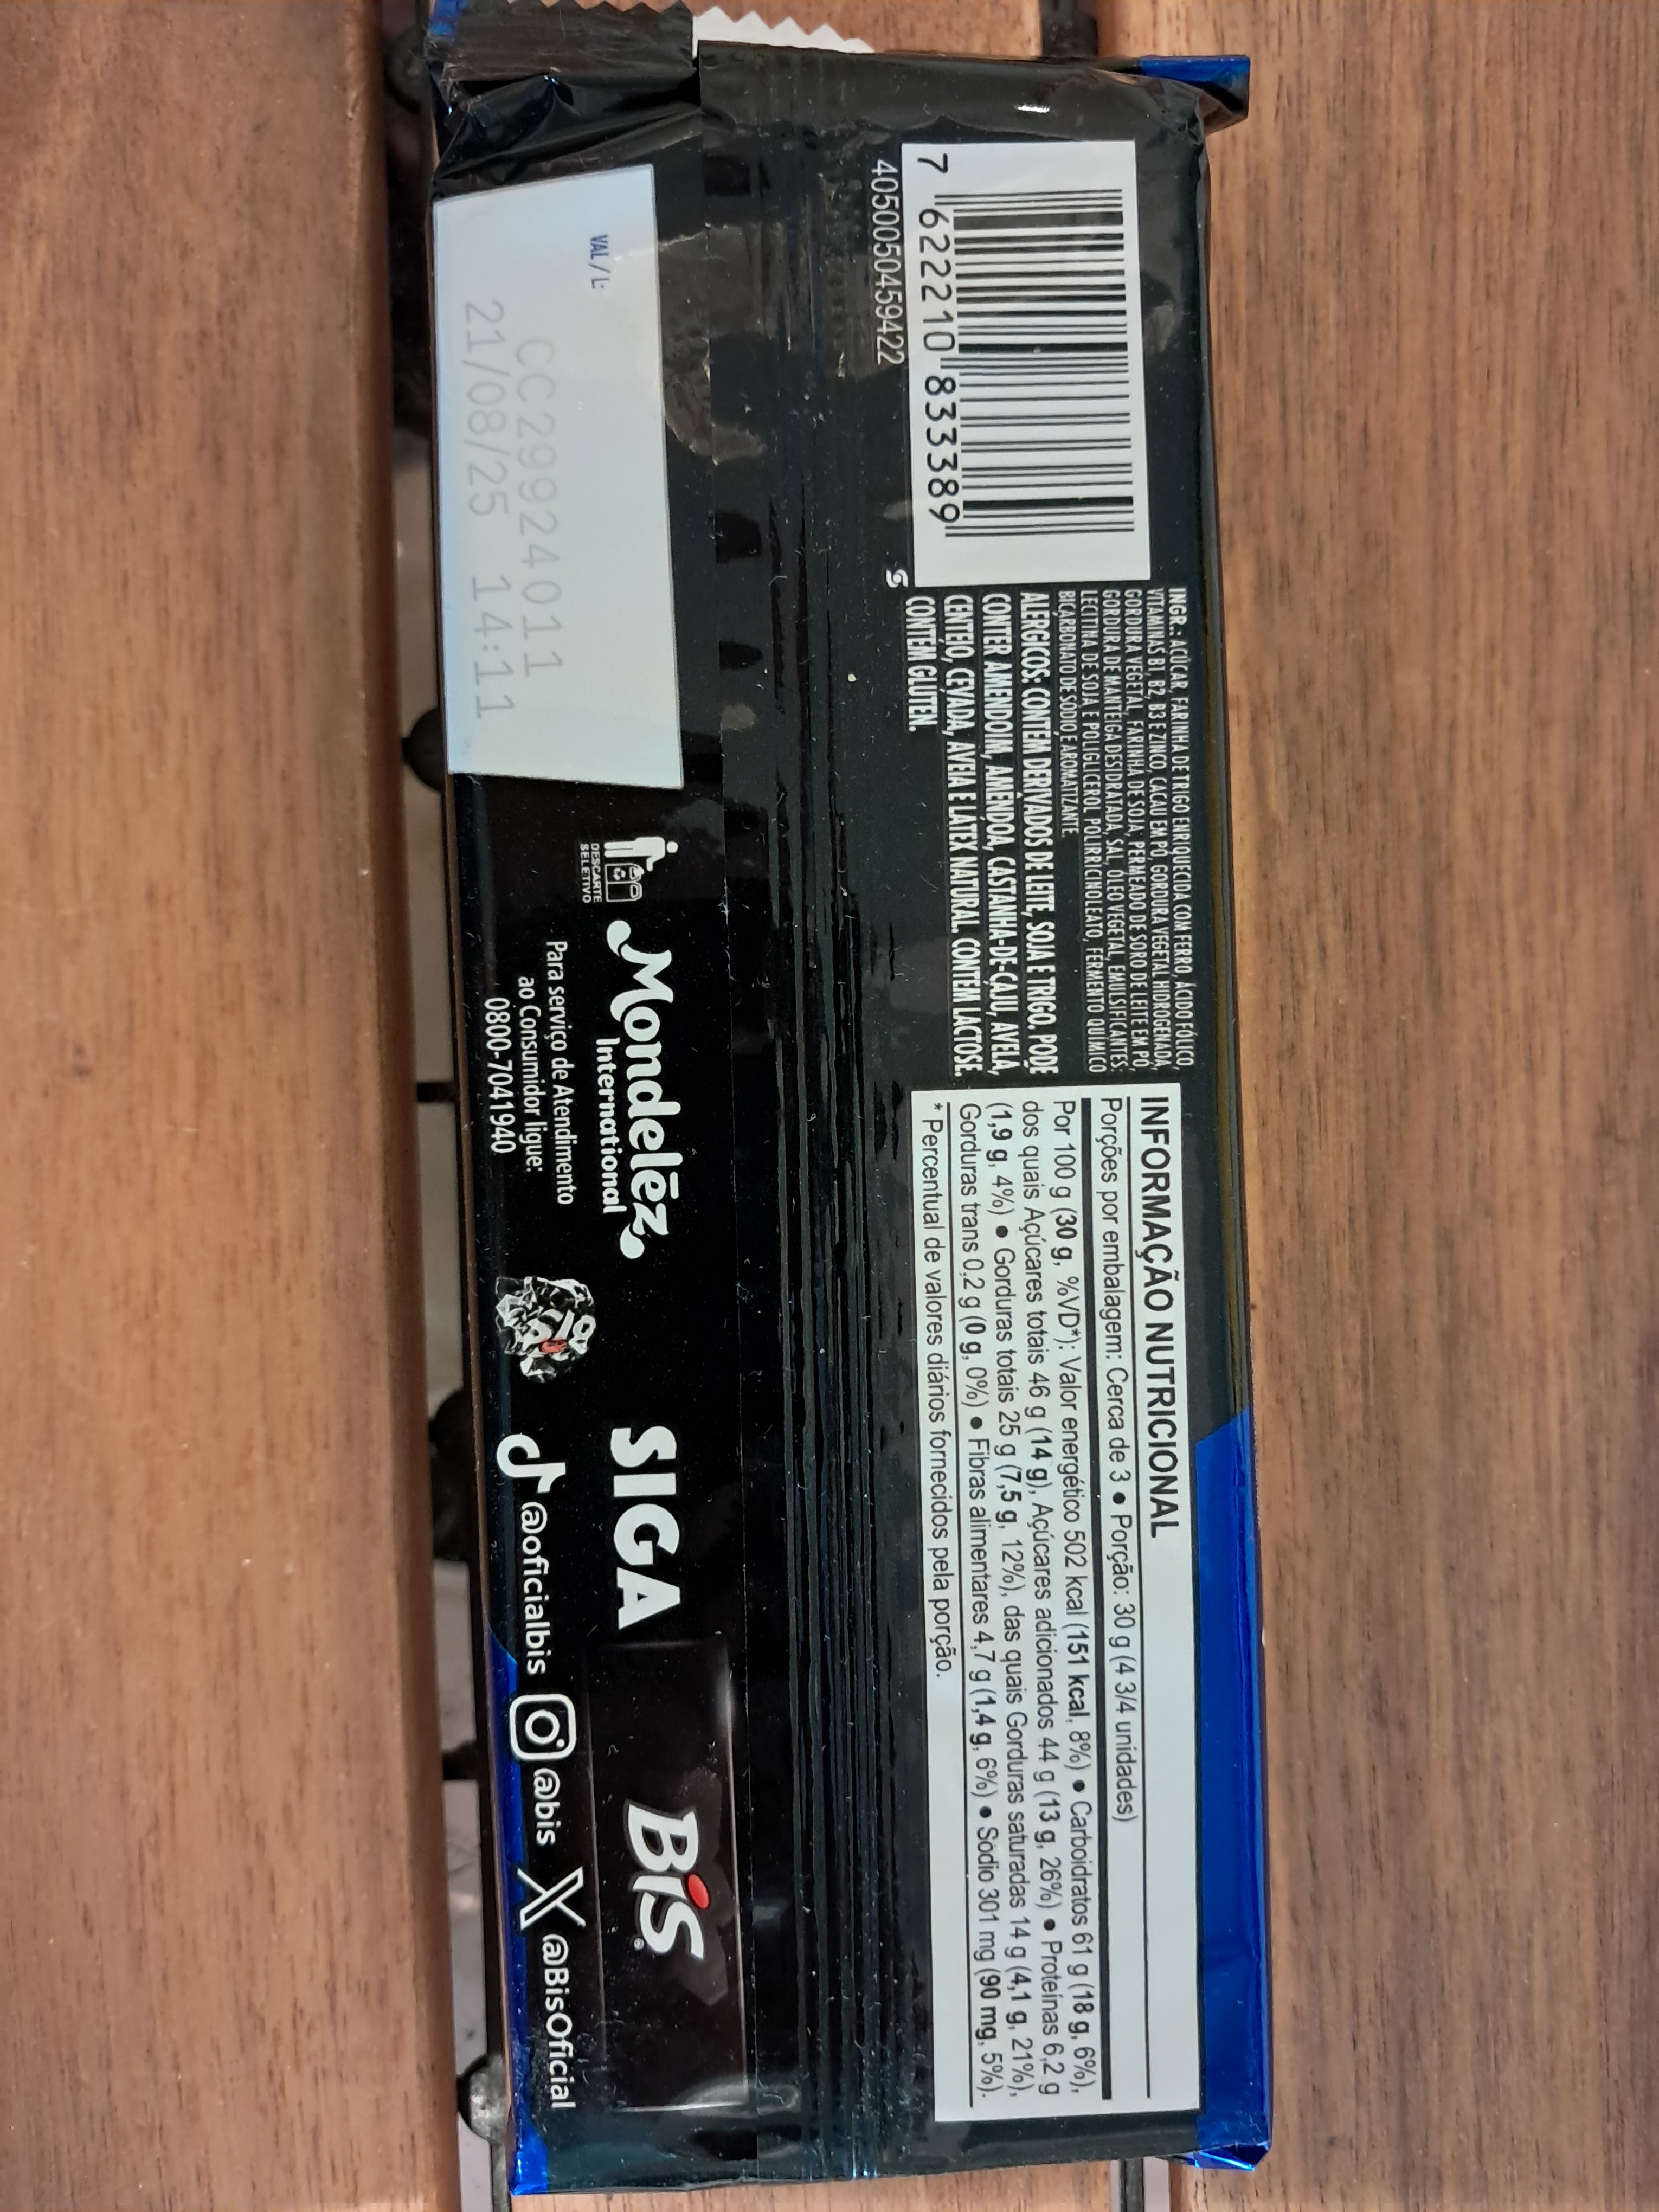 7 622210 833389
4050050459422
INGR.: AÇÚCAR, FARINHA DE TRIGO ENRIQUECIDA COM FERRO, ÁCIDO FÓLICO,
VITAMINAS B1, B2, B3 E ZINCO, CACAU EM PÓ, GORDURA VEGETAL HIDROGENADA,
GORDURA VEGETAL, FARINHA DE SOJA, PERMEADO DE SORO DE LEITE EM PÓ,
GORDURA DE MANTEIGA DESIDRATADA, SAL, ÓLEO VEGETAL, EMULSIFICANTES:
LECITINA DE SOJA E POLIGLICEROL POLIRRICINOLEATO, FERMENTO QUÍMICO
BICARBONATO DE SÓDIO E AROMATIZANTE.
ALÉRGICOS: CONTÉM DERIVADOS DE LEITE, SOJA E TRIGO. PODE
CONTER AMENDOIM, AMÊNDOA, CASTANHA-DE-CAJU, AVELÃ,
CENTEIO, CEVADA, AVEIA E LÁTEX NATURAL. CONTÉM LACTOSE.
CONTÉM GLÚTEN.
INFORMAÇÃO NUTRICIONAL
Porções por embalagem: Cerca de 3 ● Porção: 30 g (4 3/4 unidades)
Por 100 g (30 g, %VD*): Valor energético 502 kcal (151 kcal, 8%) ● Carboidratos 61 g (18 g, 6%),
dos quais Açúcares totais 46 g (14 g), Açúcares adicionados 44 g (13 g, 26%) ● Proteínas 6,2 g
(1,9 g, 4%) ● Gorduras totais 25 g (7,5 g, 12%), das quais Gorduras saturadas 14 g (4,1 g, 21%),
Gorduras trans 0,2 g (0 g, 0%) ● Fibras alimentares 4,7 g (1,4 g, 6%) ● Sódio 301 mg (90 mg, 5%).
* Percentual de valores diários fornecidos pela porção.
VAL / L:
CC29924011
21/08/25 14:11
DESCARTE
SELETIVO
Mondelēz
International
Para serviço de Atendimento
ao Consumidor ligue:
0800-7041940
SIGA
Bis
@oficialbis @bis @BisOficial